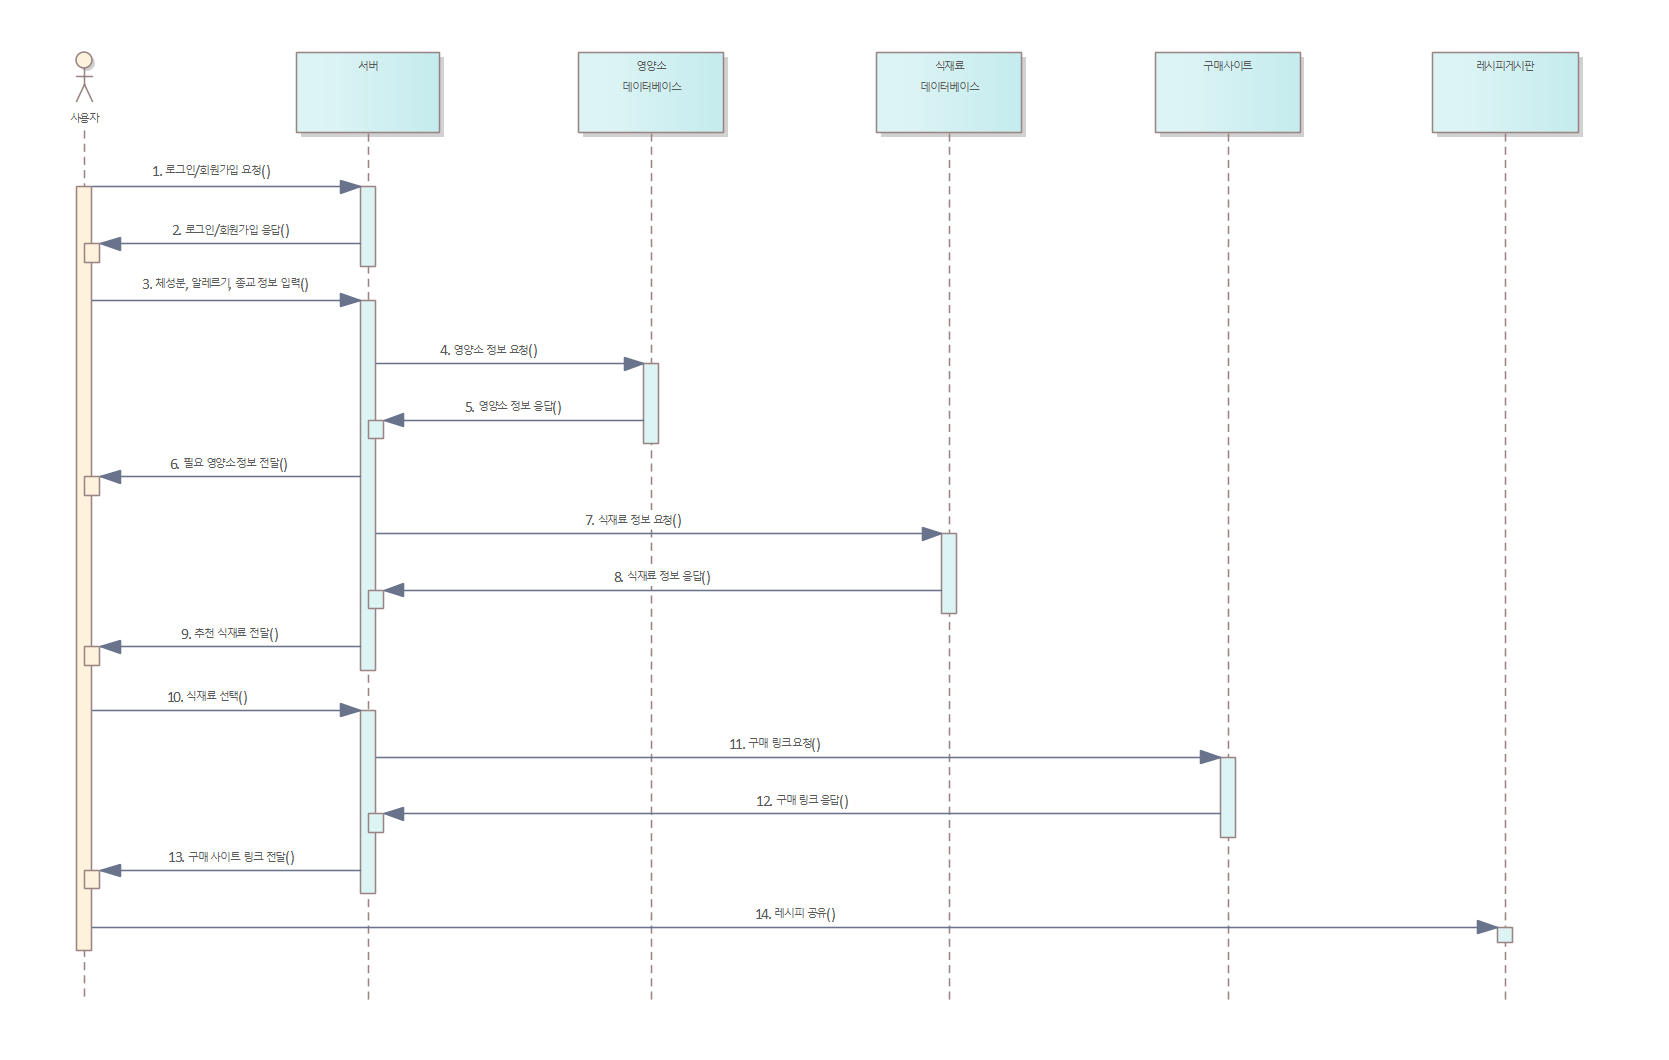 사용자
서버
영양소
데이터베이스
식재료
데이터베이스
구매사이트
레시피게시판
1. 로그인/회원가입 요청()
2. 로그인/회원가입 응답()
3. 체성분, 알레르기, 종교 정보 입력()
4. 영양소 정보 요청()
5. 영양소 정보 응답()
6. 필요 영양소정보 전달()
7. 식재료 정보 요청()
8. 식재료 정보 응답()
9. 추천 식재료 전달()
10. 식재료 선택()
11. 구매 링크요청()
12. 구매 링크 응답()
13. 구매 사이트 링크 전달()
14. 레시피 공유()